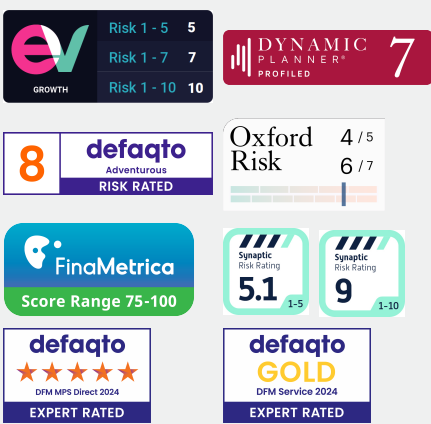 ev
GROWTH
Risk 1 - 5 5
Risk 1 - 7 7
Risk 1 - 10 10
DYNAMIC
PLANNER®
PROFILED
7
8
defaqto
Adventurous
RISK RATED
Oxford
Risk
4 / 5
6 / 7
FinaMetrica
Score Range 75-100
Synaptic
Risk Rating
5.1
1-5
Synaptic
Risk Rating
9
1-10
defaqto
DFM MPS Direct 2024
EXPERT RATED
defaqto
GOLD
DFM Service 2024
EXPERT RATED